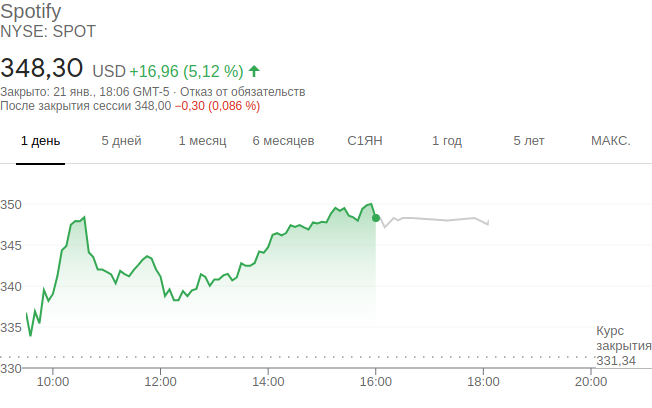 Spotify
NYSE: SPOT
348,30 USD +16,96 (5,12 %)
Закрыто: 21 янв., 18:06 GMT-5 · Отказ от обязательств
После закрытия сессии 348,00 −0,30 (0,086 %)
1 день 5 дней 1 месяц 6 месяцев С1ЯН 1 год 5 лет МАКС.
350
345
340
335
330
Курс
закрытия
331,34
10:00 12:00 14:00 16:00 18:00 20:00